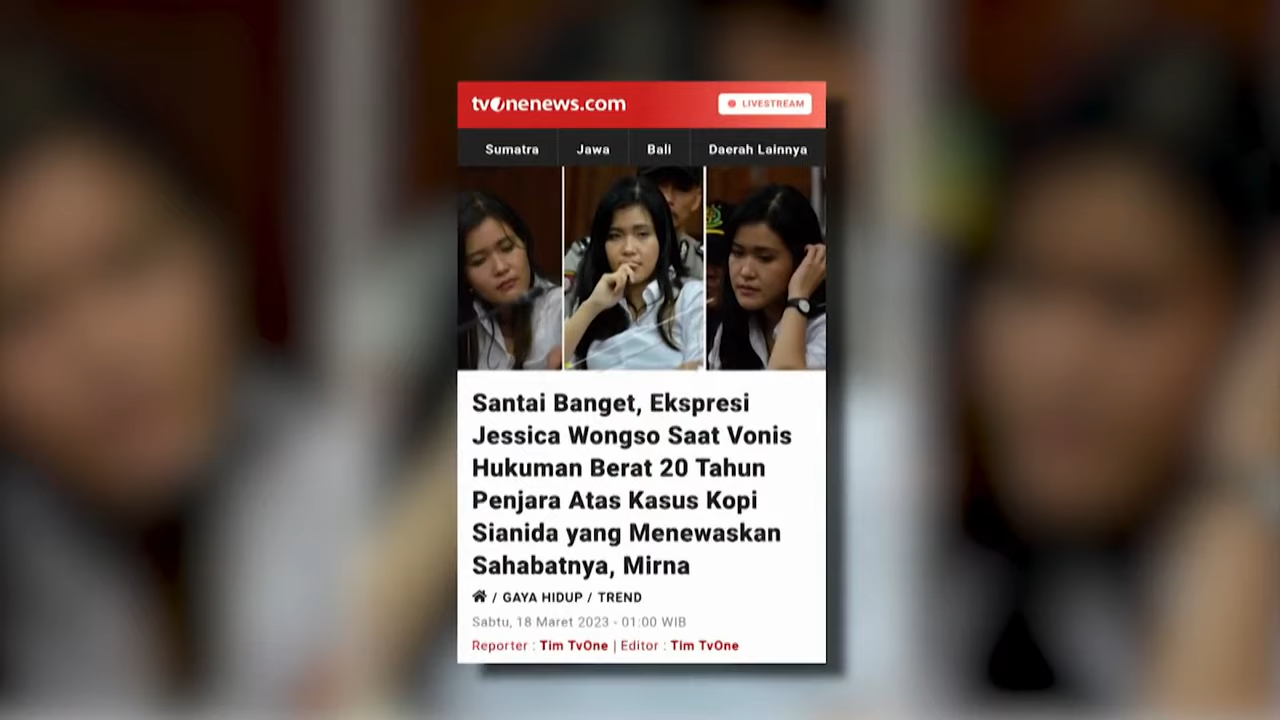 tvOnenews.com
LIVESTREAM
Sumatra
Jawa
Bali
Daerah Lainnya
Santai Banget, Ekspresi
Jessica Wongso Saat Vonis
Hukuman Berat 20 Tahun
Penjara Atas Kasus Kopi
Sianida yang Menewaskan
Sahabatnya, Mirna
/ GAYA HIDUP / TREND
Sabtu, 18 Maret 2023 - 01:00 WIB
Reporter : Tim TvOne | Editor : Tim TvOne